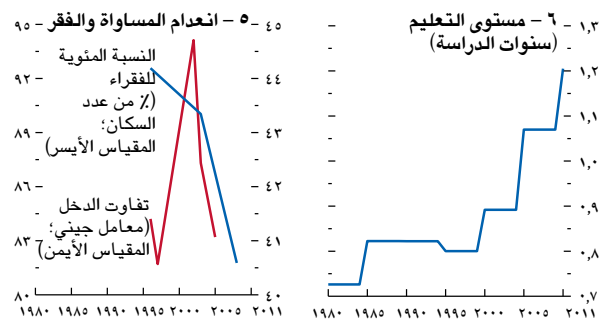 ٥ – انعدام المساواة والفقر
٩٥
٩٢
٨٩
٨٦
٨٣
٨٠
٤٥
٤٤
٤٣
٤٢
٤١
٤٠
النسبة المئوية
للفقراء
(٪ من عدد
السكان؛
المقياس الأيسر)
تفاوت الدخل
(معامل جيني؛
المقياس الأيمن)
١٩٨٠ ١٩٨٥ ١٩٩٠ ١٩٩٥ ٢٠٠٠ ٢٠٠٥ ٢٠١١
٦ – مستوى التعليم
(سنوات الدراسة)
١,٣
١,٢
١,١
١,٠
٠,٩
٠,٨
٠,٧
١٩٨٠ ١٩٨٥ ١٩٩٠ ١٩٩٥ ٢٠٠٠ ٢٠٠٥ ٢٠١١